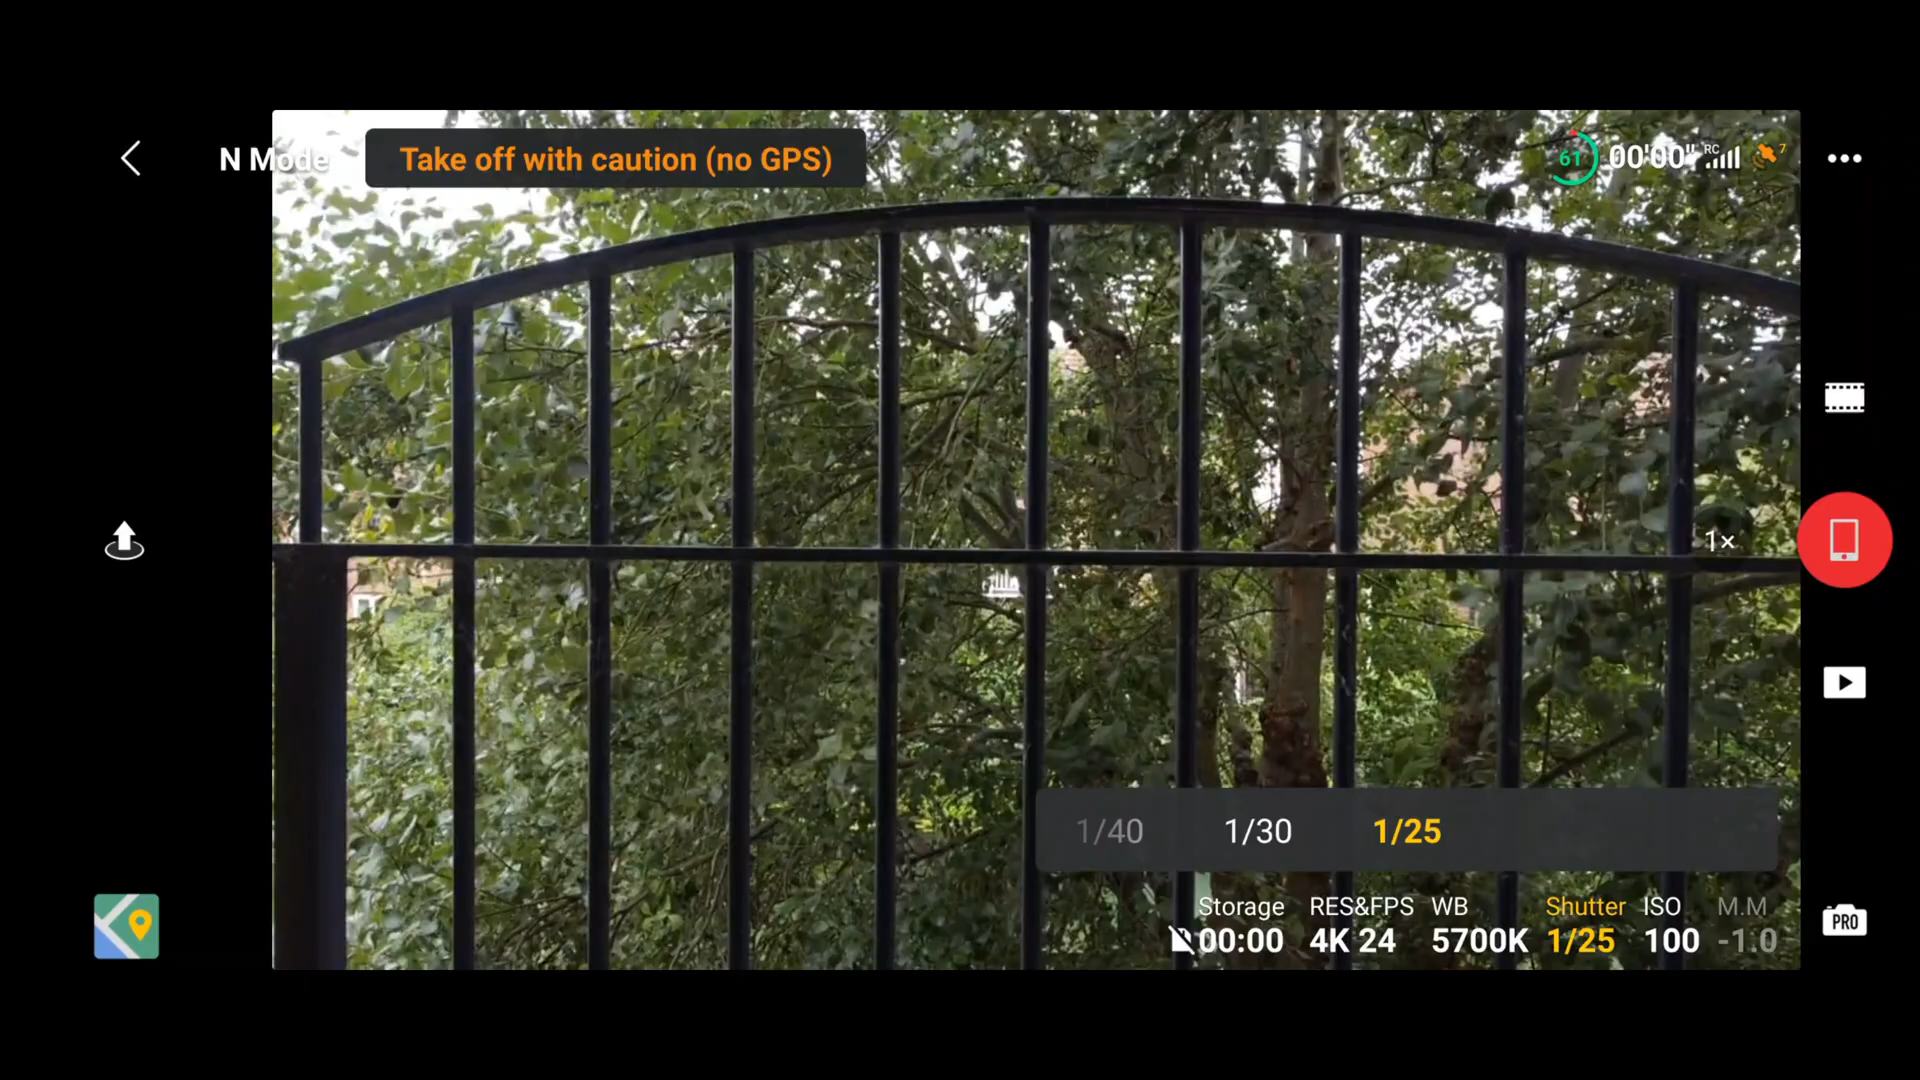 N Mode
Take off with caution (no GPS)
61
00'00"
RC
7
1×
1/40 1/30 1/25
Storage RES&FPS WB Shutter ISO M.M
00:00 4K 24 5700K 1/25 100 -1.0
PRO